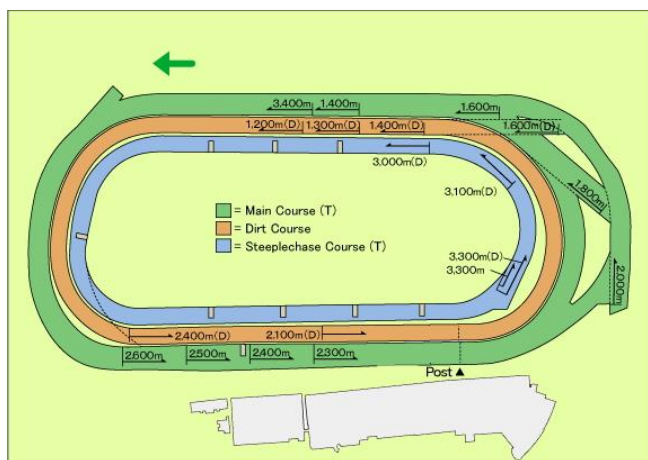 3.400m
1.400m
1.600m
1.200m(D)
1.300m(D)
1.400m(D)
1.600m(D)
3.000m(D)
3.100m(D)
1.800m
= Main Course (T)
= Dirt Course
= Steeplechase Course (T)
3.300m(D)
3.300m
2.000m
2.400m(D)
2.100m(D)
2.600m
2.500m
2.400m
2.300m
Post ▲